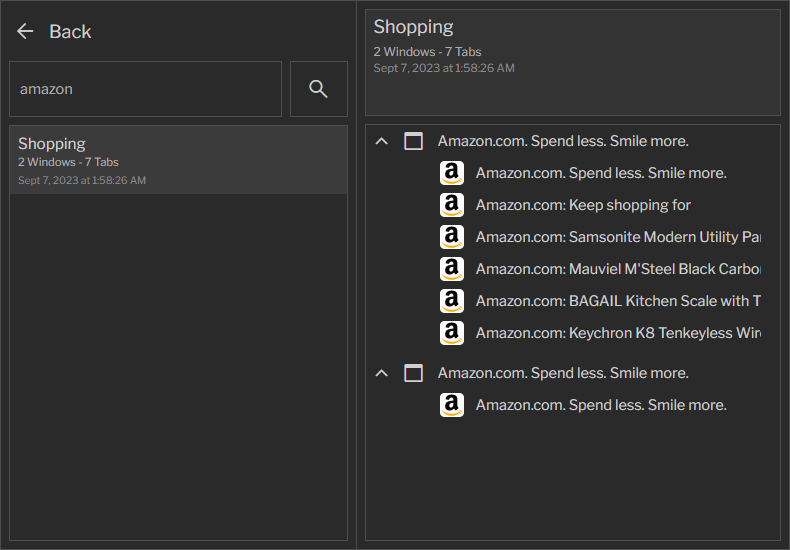 Back
amazon
Shopping
2 Windows - 7 Tabs
Sept 7, 2023 at 1:58:26 AM
Shopping
2 Windows - 7 Tabs
Sept 7, 2023 at 1:58:26 AM
Amazon.com. Spend less. Smile more.
Amazon.com. Spend less. Smile more.
Amazon.com: Keep shopping for
Amazon.com: Samsonite Modern Utility Pa
Amazon.com: Mauviel M'Steel Black Carbo
Amazon.com: BAGAIL Kitchen Scale with T
Amazon.com: Keychron K8 Tenkeyless Wir
Amazon.com. Spend less. Smile more.
Amazon.com. Spend less. Smile more.